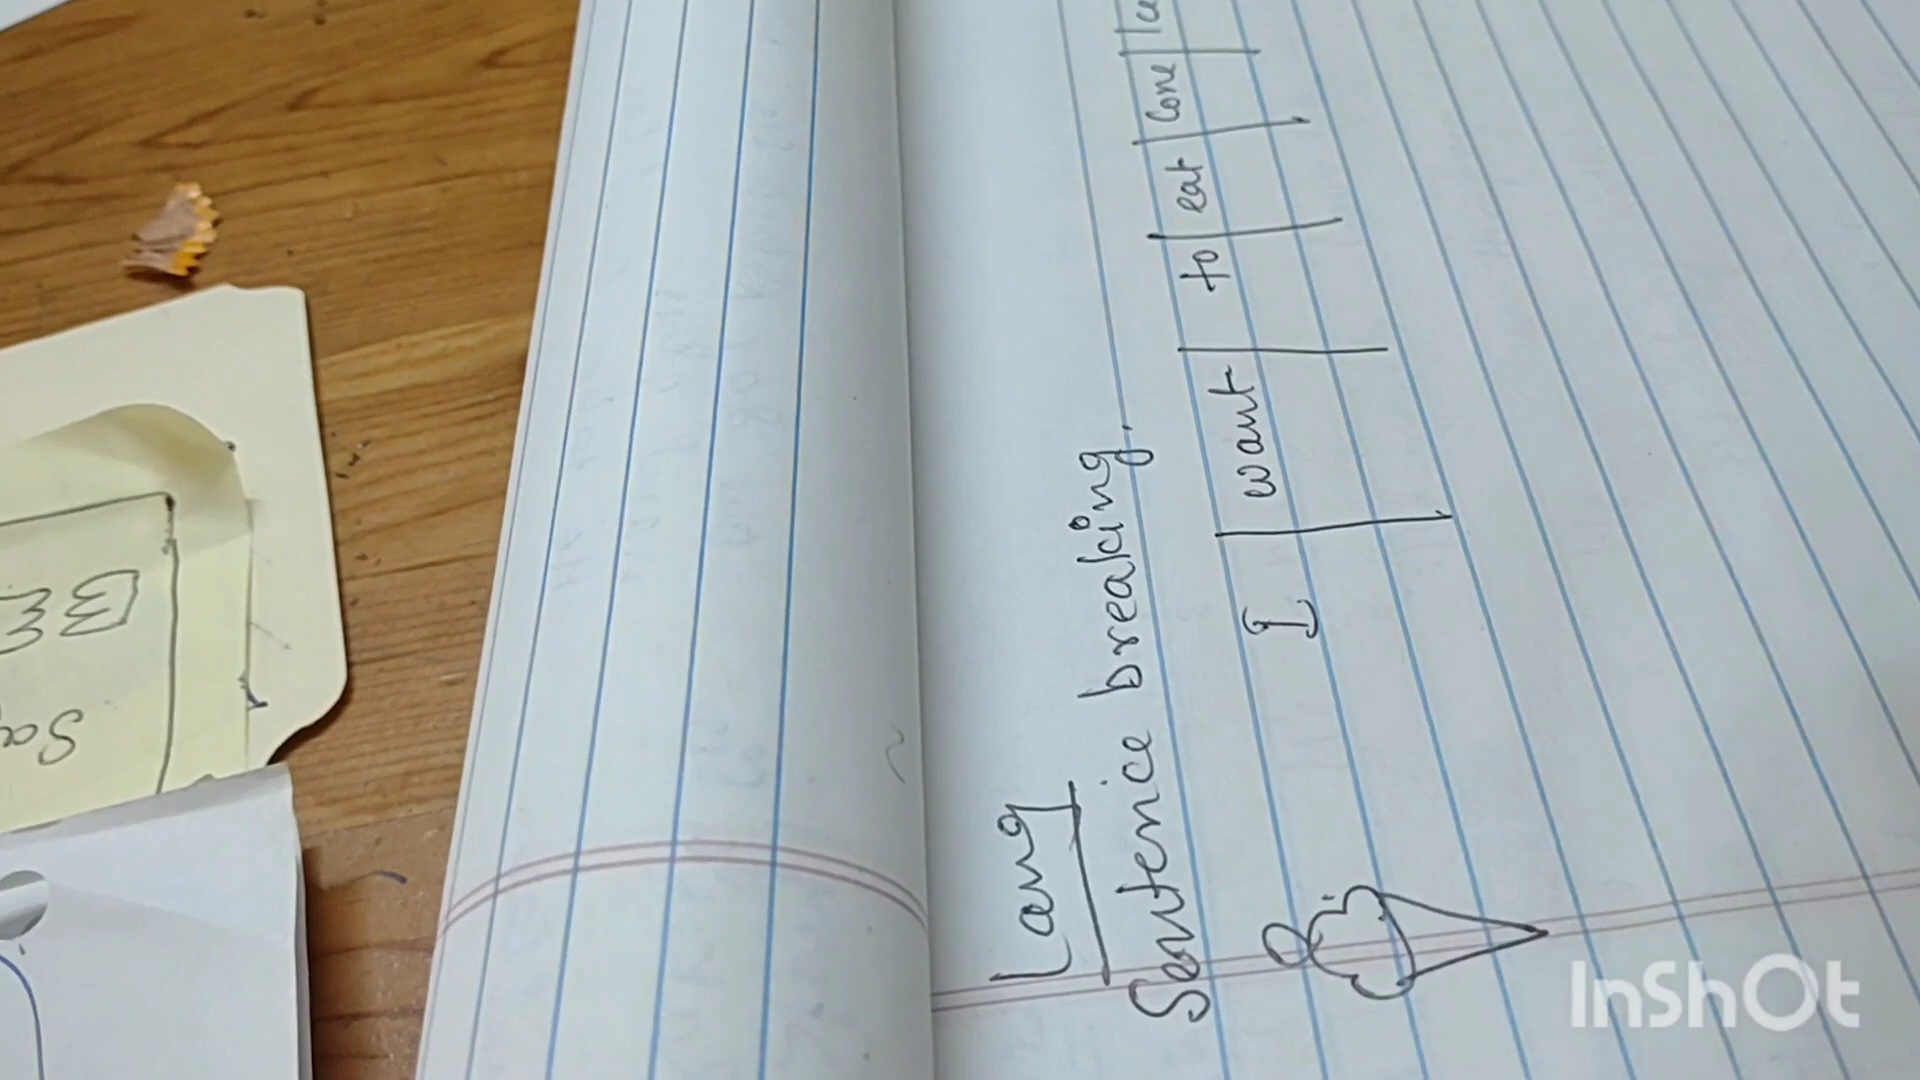 Lang
Sentence breaking.
I | want | to | eat | Cone |
InShOt